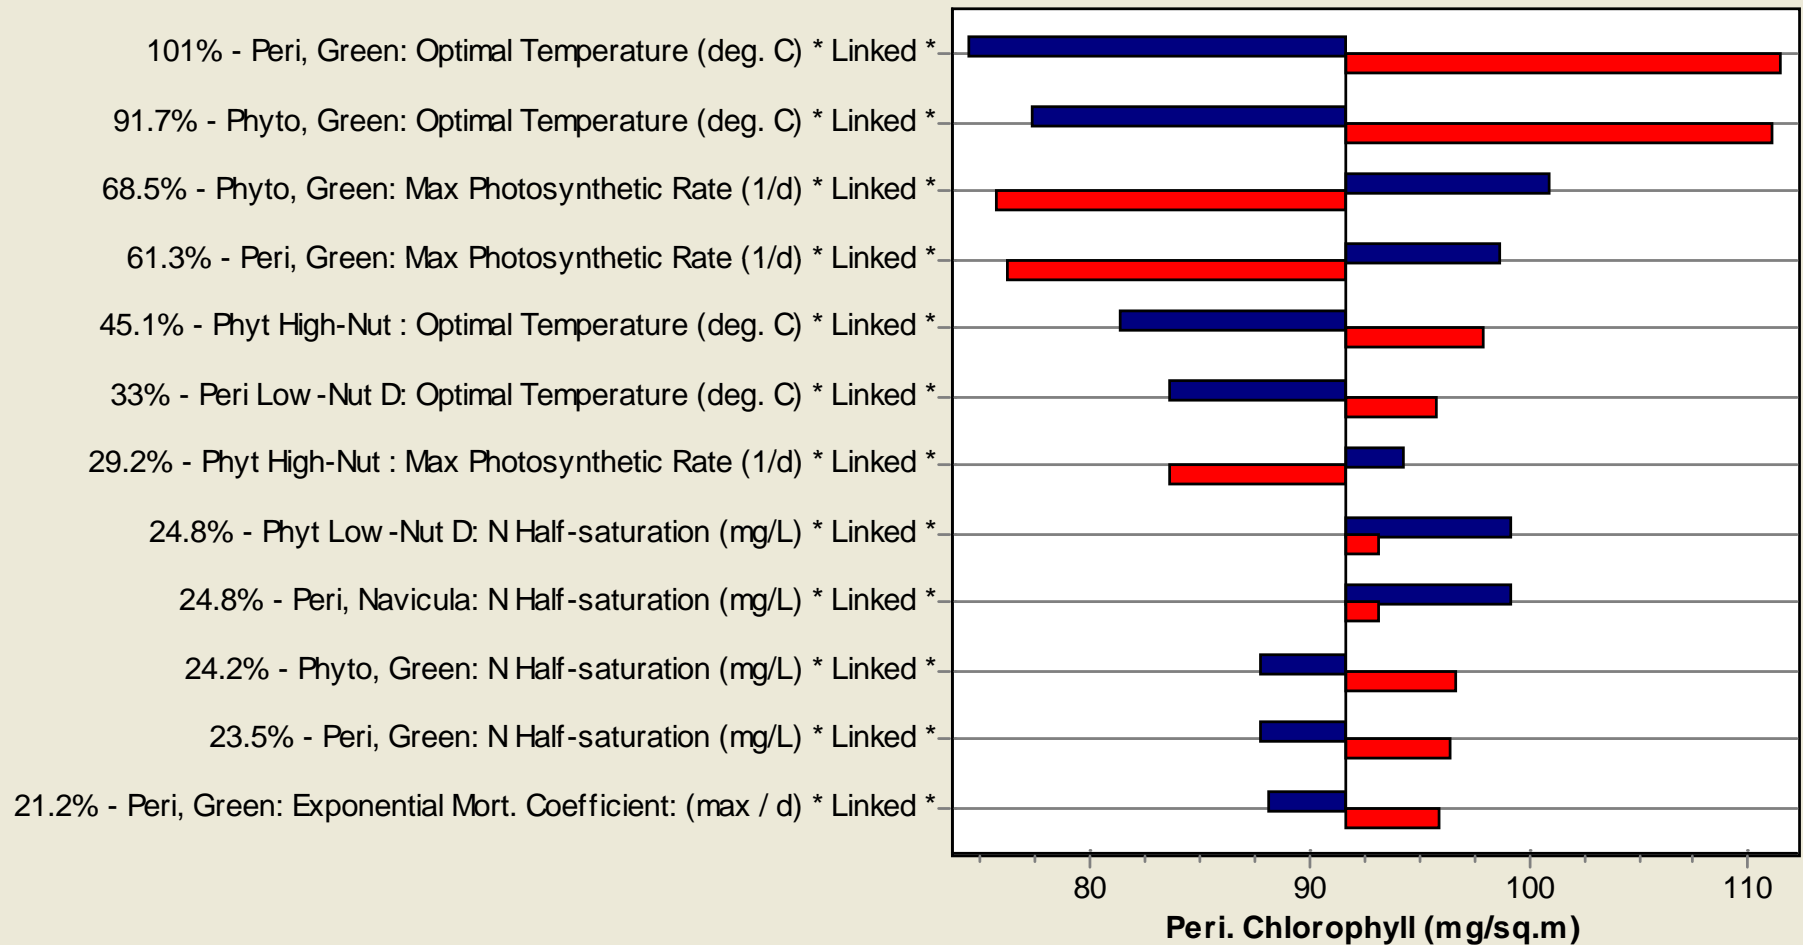 101% - Peri, Green: Optimal Temperature (deg. C) * Linked *
91.7% - Phyto, Green: Optimal Temperature (deg. C) * Linked *
68.5% - Phyto, Green: Max Photosynthetic Rate (1/d) * Linked *
61.3% - Peri, Green: Max Photosynthetic Rate (1/d) * Linked *
45.1% - Phyt High-Nut : Optimal Temperature (deg. C) * Linked *
33% - Peri Low-Nut D: Optimal Temperature (deg. C) * Linked *
29.2% - Phyt High-Nut : Max Photosynthetic Rate (1/d) * Linked *
24.8% - Phyt Low-Nut D: N Half-saturation (mg/L) * Linked *
24.8% - Peri, Navicula: N Half-saturation (mg/L) * Linked *
24.2% - Phyto, Green: N Half-saturation (mg/L) * Linked *
23.5% - Peri, Green: N Half-saturation (mg/L) * Linked *
21.2% - Peri, Green: Exponential Mort. Coefficient: (max / d) * Linked *
80 90 100 110
Peri. Chlorophyll (mg/sq.m)